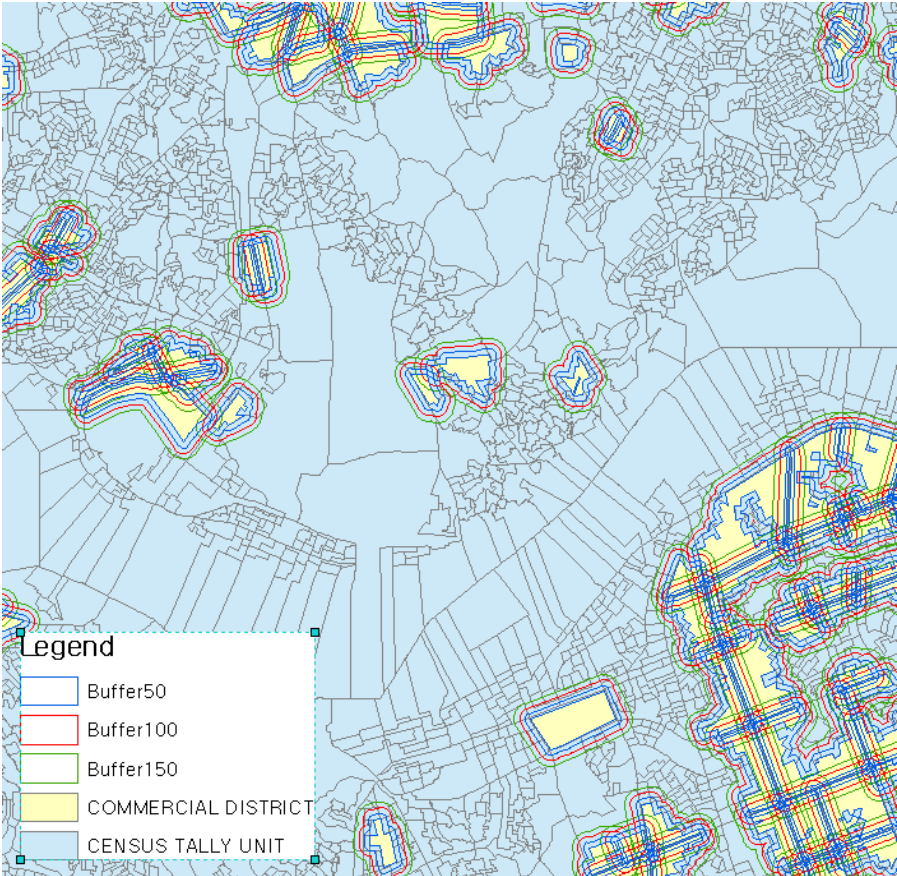 Legend
Buffer50
Buffer100
Buffer150
COMMERCIAL DISTRICT
CENSUS TALLY UNIT